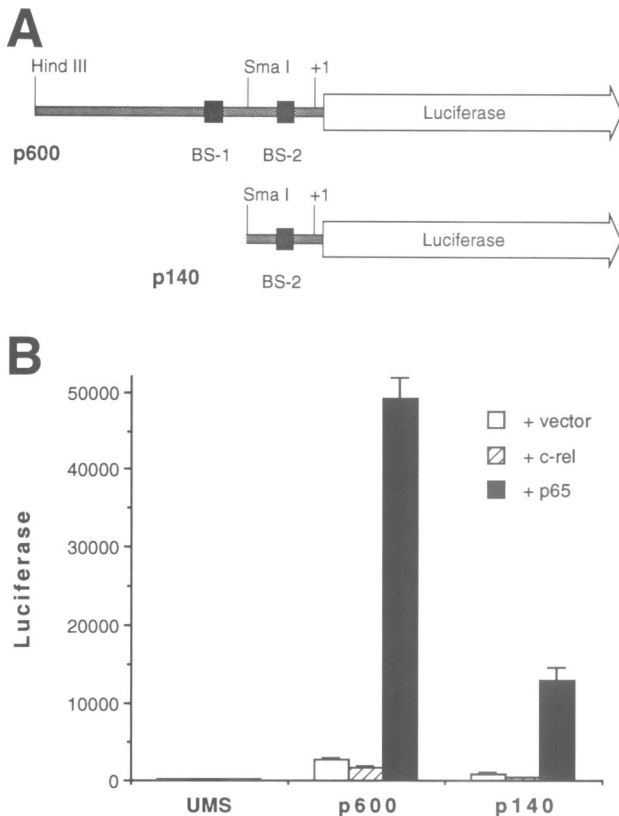 A
Hind III Sma I +1
Luciferase
p600 BS-1 BS-2
Sma I +1
Luciferase
p140 BS-2
B
50000
40000
30000
20000
10000
0
Luciferase
+ vector
+ c-rel
+ p65
UMS p600 p140